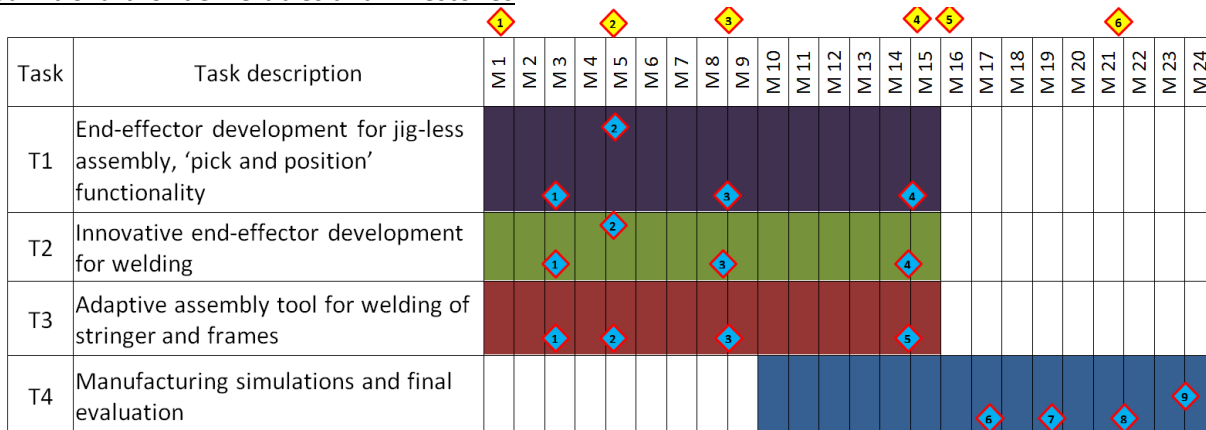 1 2 3 4 5 6
Task Task description M 1 M 2 M 3 M 4 M 5 M 6 M 7 M 8 M 9 M 10 M 11 M 12 M 13 M 14 M 15 M 16 M 17 M 18 M 19 M 20 M 21 M 22 M 23 M 24
End-effector development for jig-less 2
T1 assembly, ‘pick and position’
functionality 1 3 4
Innovative end-effector development 2
T2
for welding 1 3 4
Adaptive assembly tool for welding of
T3
stringer and frames 1 2 3 5
Manufacturing simulations and final
T4 9
evaluation 6 7 8